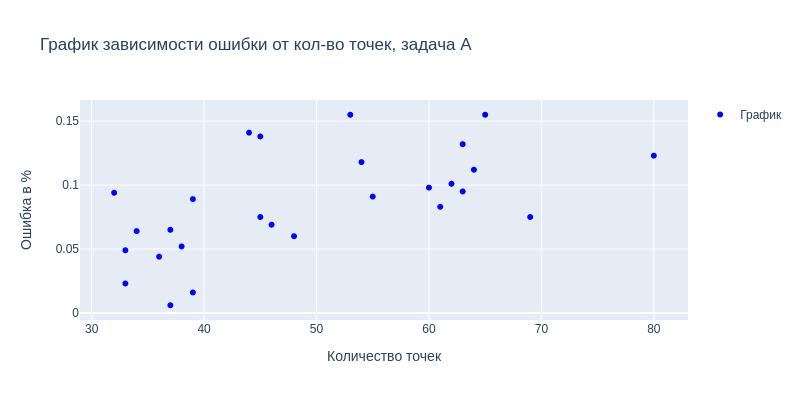 График зависимости ошибки от кол-во точек, задача А
График
Ошибка в %
0.15
0.1
0.05
0
30 40 50 60 70 80
Количество точек